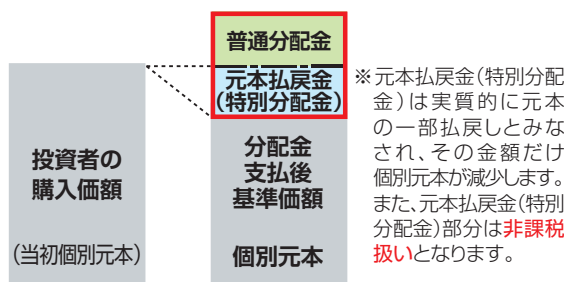 普通分配金
元本払戻金
(特別分配金)
投資者の
購入価額
(当初個別元本)
分配金
支払後
基準価額
個別元本
※元本払戻金(特別分配
金)は実質的に元本
の一部払戻しとみな
され、その金額だけ
個別元本が減少します。
また、元本払戻金(特別
分配金)部分は非課税
扱いとなります。